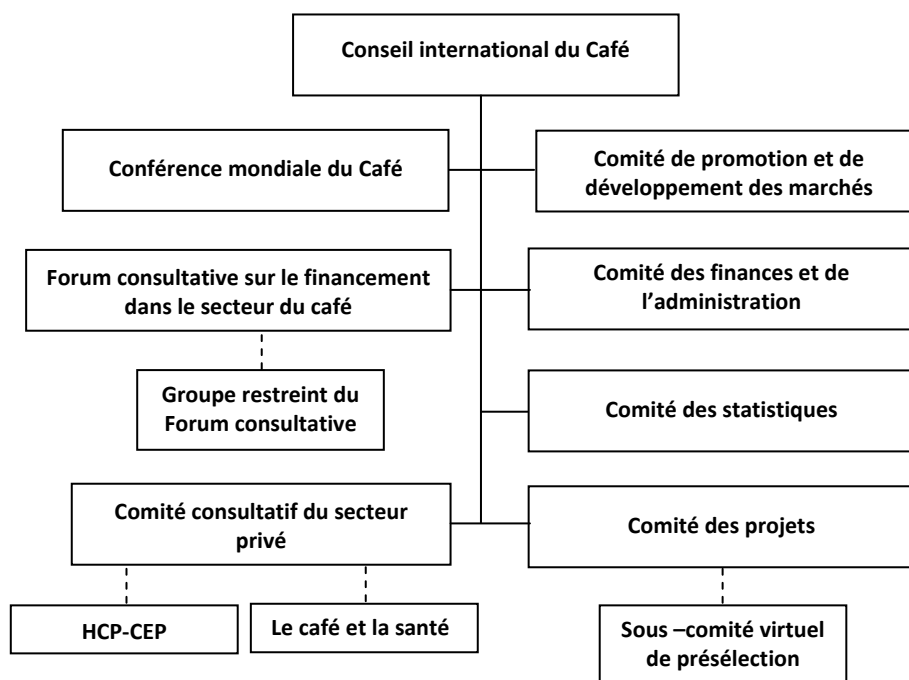 Conseil international du Café
Conférence mondiale du Café
Comité de promotion et de
développement des marchés
Forum consultative sur le financement
dans le secteur du café
Comité des finances et de
l’administration
Groupe restreint du
Forum consultative
Comité des statistiques
Comité consultatif du secteur
privé
Comité des projets
HCP-CEP
Le café et la santé
Sous –comité virtuel
de présélection